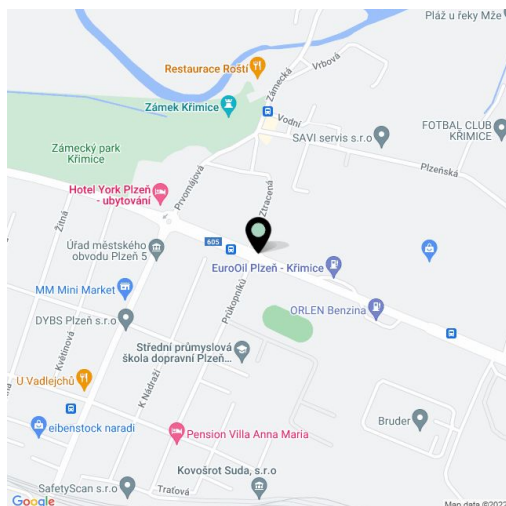 Pláž u řeky Mže
Restaurace Roští
Vrbová
Zámecká
Zámek Křimice
Vodní
SAVI servis s.r.o
FOTBAL CLUB
KŘIMICE
Zámecký park
Křimice
Plzeňská
Hotel York Plzeň
- ubytování
Prvomájová
Ztracená
Žitná
605
Úřad městského
obvodu Plzeň 5
EuroOil Plzeň - Křimice
MM Mini Market
Průkopníků
ORLEN Benzina
DYBS Plzeň s.r.o
Květinová
Střední průmyslová
škola dopravní Plzeň...
K Nádraží
U Vadlejchů
Bruder
eibenstock naradi
Pension Villa Anna Maria
Kovošrot Suda, s.r.o
SafetyScan s.r.o
Traťová
Google
Map data ©202